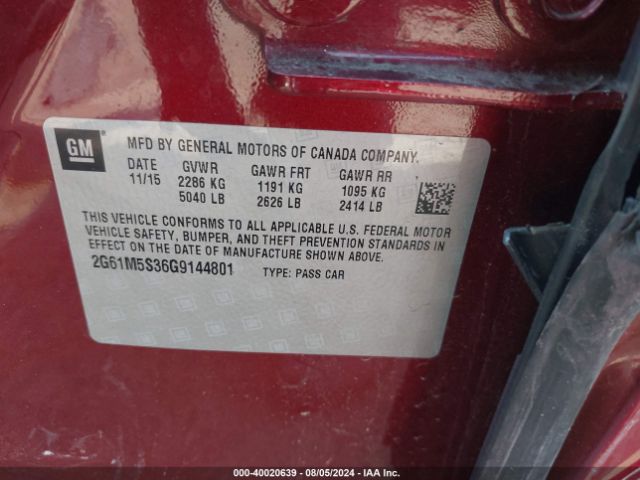 GM
MFD BY GENERAL MOTORS OF CANADA COMPANY.
DATE GVWR GAWR FRT GAWR RR
11/15 2286 KG 1191 KG 1095 KG
5040 LB 2626 LB 2414 LB
THIS VEHICLE CONFORMS TO ALL APPLICABLE U.S. FEDERAL MOTOR
VEHICLE SAFETY, BUMPER, AND THEFT PREVENTION STANDARDS IN
EFFECT ON THE DATE OF MANUFACTURE SHOWN ABOVE.
2G61M5S36G9144801 TYPE: PASS CAR
000-40020639 - 08/05/2024 - IAA Inc.